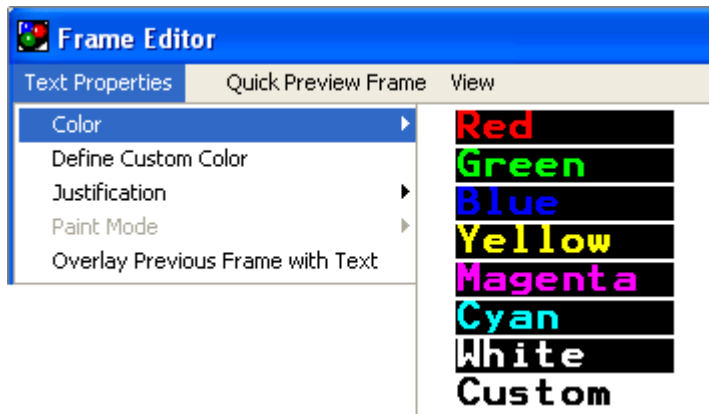 Frame Editor
Text Properties Quick Preview Frame View
Color
Define Custom Color
Justification
Paint Mode
Overlay Previous Frame with Text
Red
Green
Blue
Yellow
Magenta
Cyan
White
Custom